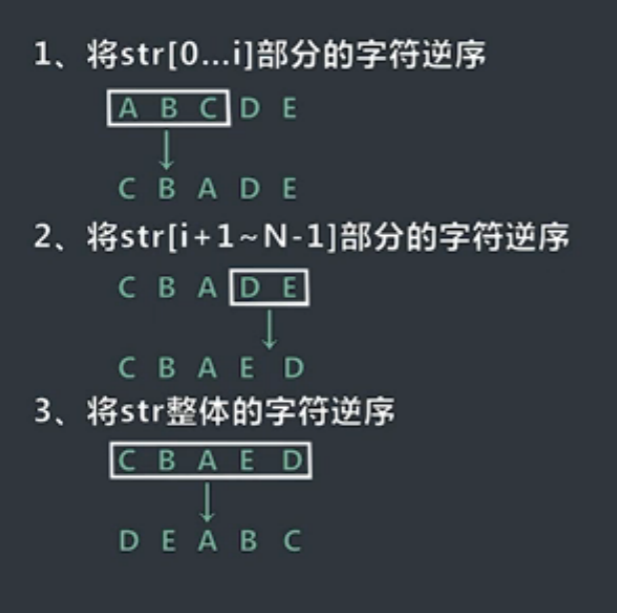 1、将str[0...i]部分的字符逆序
A B C D E
C B A D E
2、将str[i+1~N-1]部分的字符逆序
C B A D E
C B A E D
3、将str整体的字符逆序
C B A E D
D E A B C